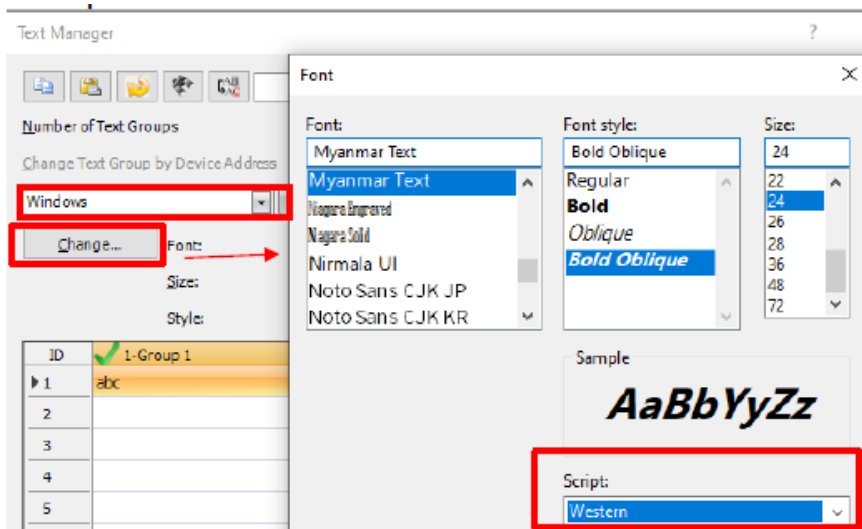 Text Manager ?
Number of Text Groups
Change Text Group by Device Address
Windows
Change... Font:
Size:
Style:
ID 1-Group 1
1 abc
2
3
4
5
Font
Font: Font style: Size:
Myanmar Text Bold Oblique 24
Myanmar Text Regular 22
Niagara Engraved Bold 24
Niagara Solid Oblique 26
Nirmala UI Bold Oblique 28
Noto Sans CJK JP 36
Noto Sans CJK KR 48
72
Sample
AaBbYyZz
Script:
Western